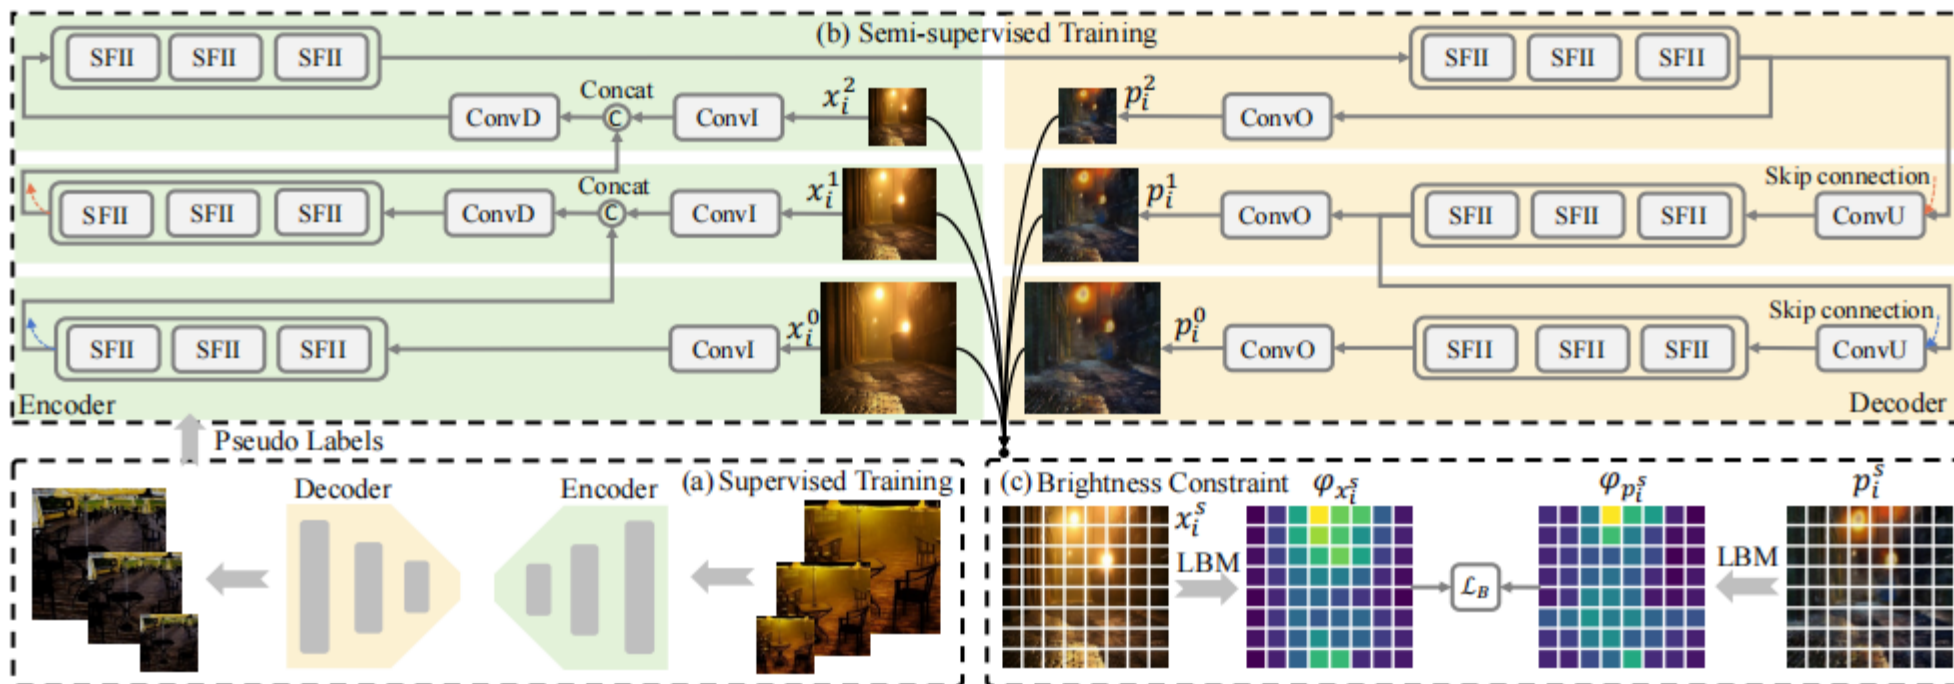 (b) Semi-supervised Training
SFII SFII SFII SFII SFII SFII
Concat
ConvD C ConvI x_i^2 p_i^2 ConvO
Concat
Skip connection
SFII SFII SFII ConvD C ConvI x_i^1 p_i^1 ConvO SFII SFII SFII ConvU
Skip connection
SFII SFII SFII ConvI x_i^0 p_i^0 ConvO SFII SFII SFII ConvU
Encoder Decoder
Pseudo Labels
Decoder Encoder (a) Supervised Training
(c) Brightness Constraint φ_{x_i^s} φ_{p_i^s} p_i^s
x_i^s
LBM LBM
ℒ_B